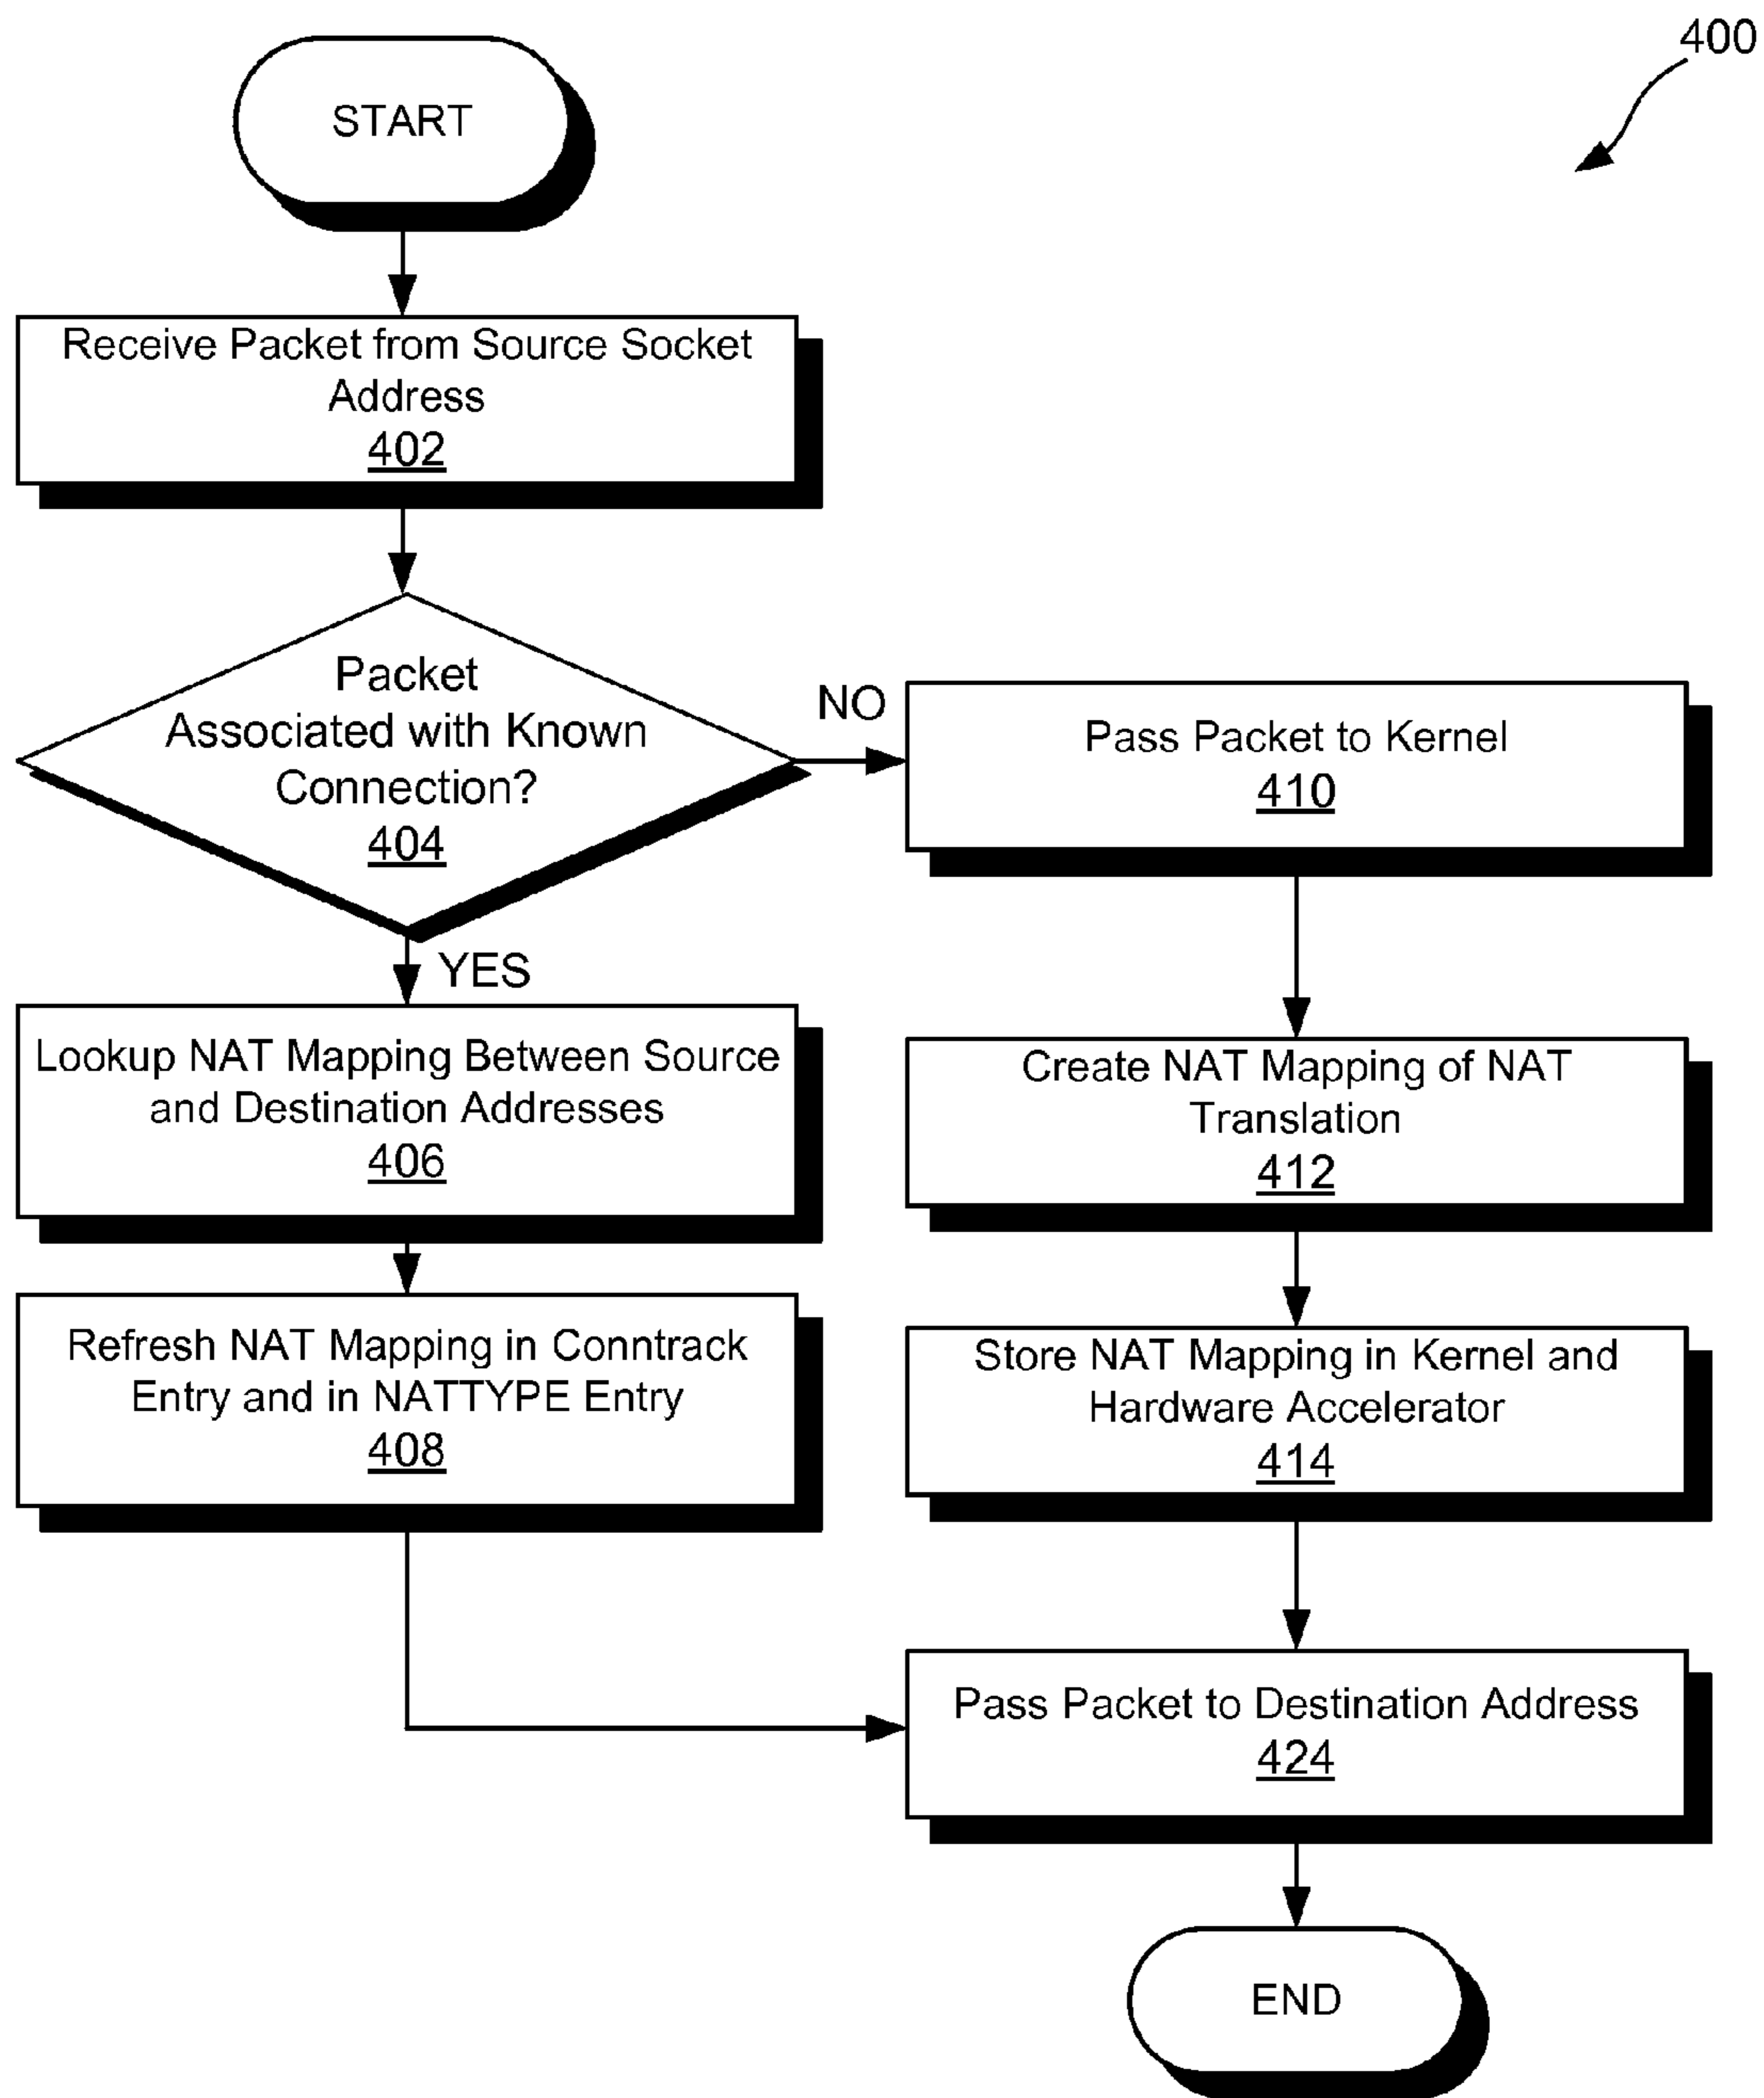 400
START
Receive Packet from Source Socket
Address
402
Packet
Associated with Known
Connection?
404
NO
Pass Packet to Kernel
410
YES
Lookup NAT Mapping Between Source
and Destination Addresses
406
Create NAT Mapping of NAT
Translation
412
Refresh NAT Mapping in Conntrack
Entry and in NATTYPE Entry
408
Store NAT Mapping in Kernel and
Hardware Accelerator
414
Pass Packet to Destination Address
424
END